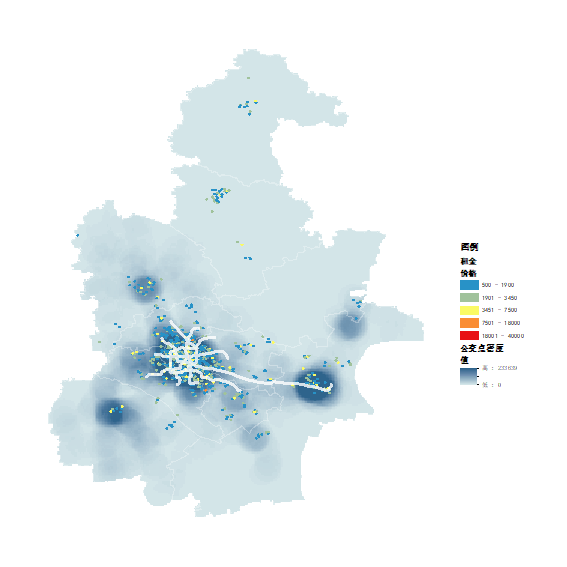 图例
租金
价格
500 - 1900
1901 - 3450
3451 - 7500
7501 - 18000
18001 - 40000
公交点密度
值
高 : 233639
低 : 0